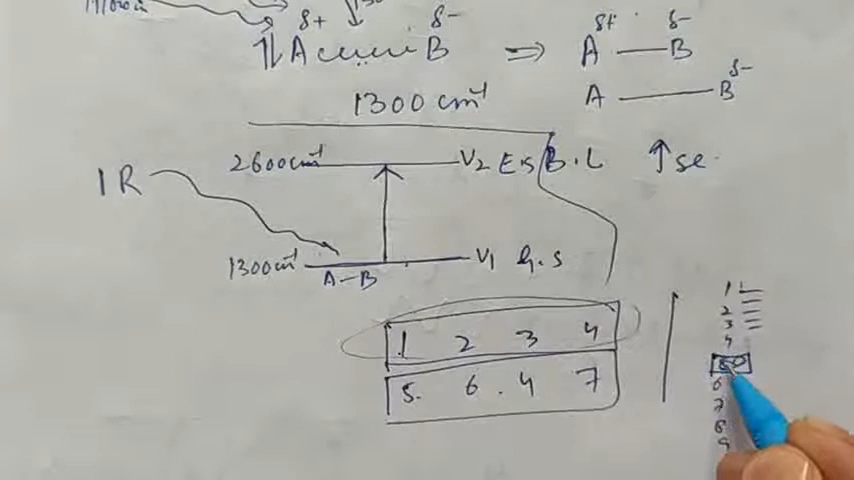 δ+ δ-
A B ⇒ A — B
δ+ δ-
A — B
δ-
1300 cm⁻¹
2600 cm⁻¹ V2 E.S B.L ↑se.
IR
1300 cm⁻¹ V1 G.S
A-B
1 2 3 4
5. 6. 4 7
1
2
3
4
6
7
8
9